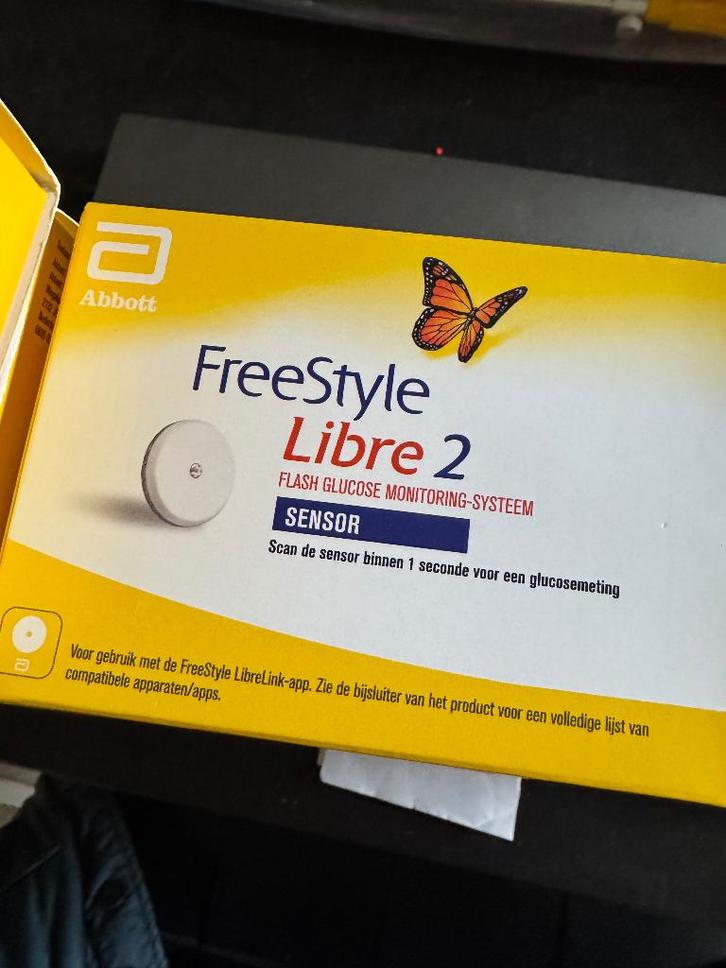 Abbott
FreeStyle
Libre 2
FLASH GLUCOSE MONITORING-SYSTEEM
SENSOR
Scan de sensor binnen 1 seconde voor een glucosemeting
Voor gebruik met de FreeStyle LibreLink-app. Zie de bijsluiter van het product voor een volledige lijst van
compatibele apparaten/apps.